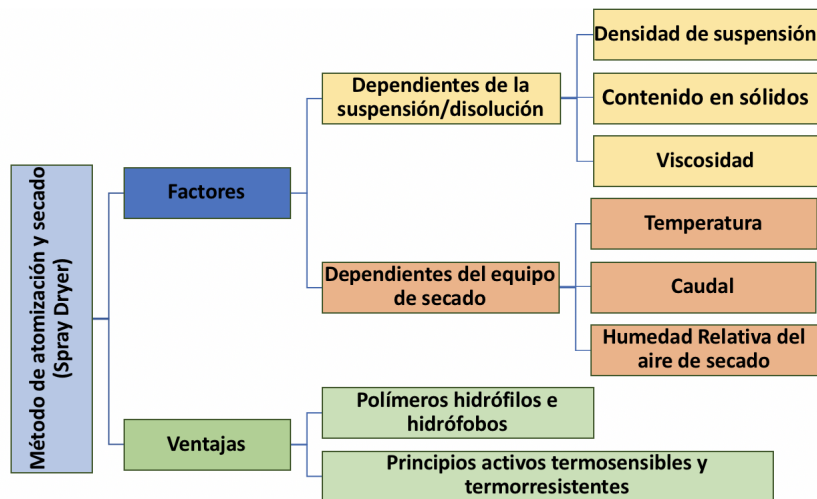 Método de atomización y secado
(Spray Dryer)
Factores
Dependientes de la
suspensión/disolución
Densidad de suspensión
Contenido en sólidos
Viscosidad
Dependientes del equipo
de secado
Temperatura
Caudal
Humedad Relativa del
aire de secado
Ventajas
Polímeros hidrófilos e
hidrófobos
Principios activos termosensibles y
termorresistentes